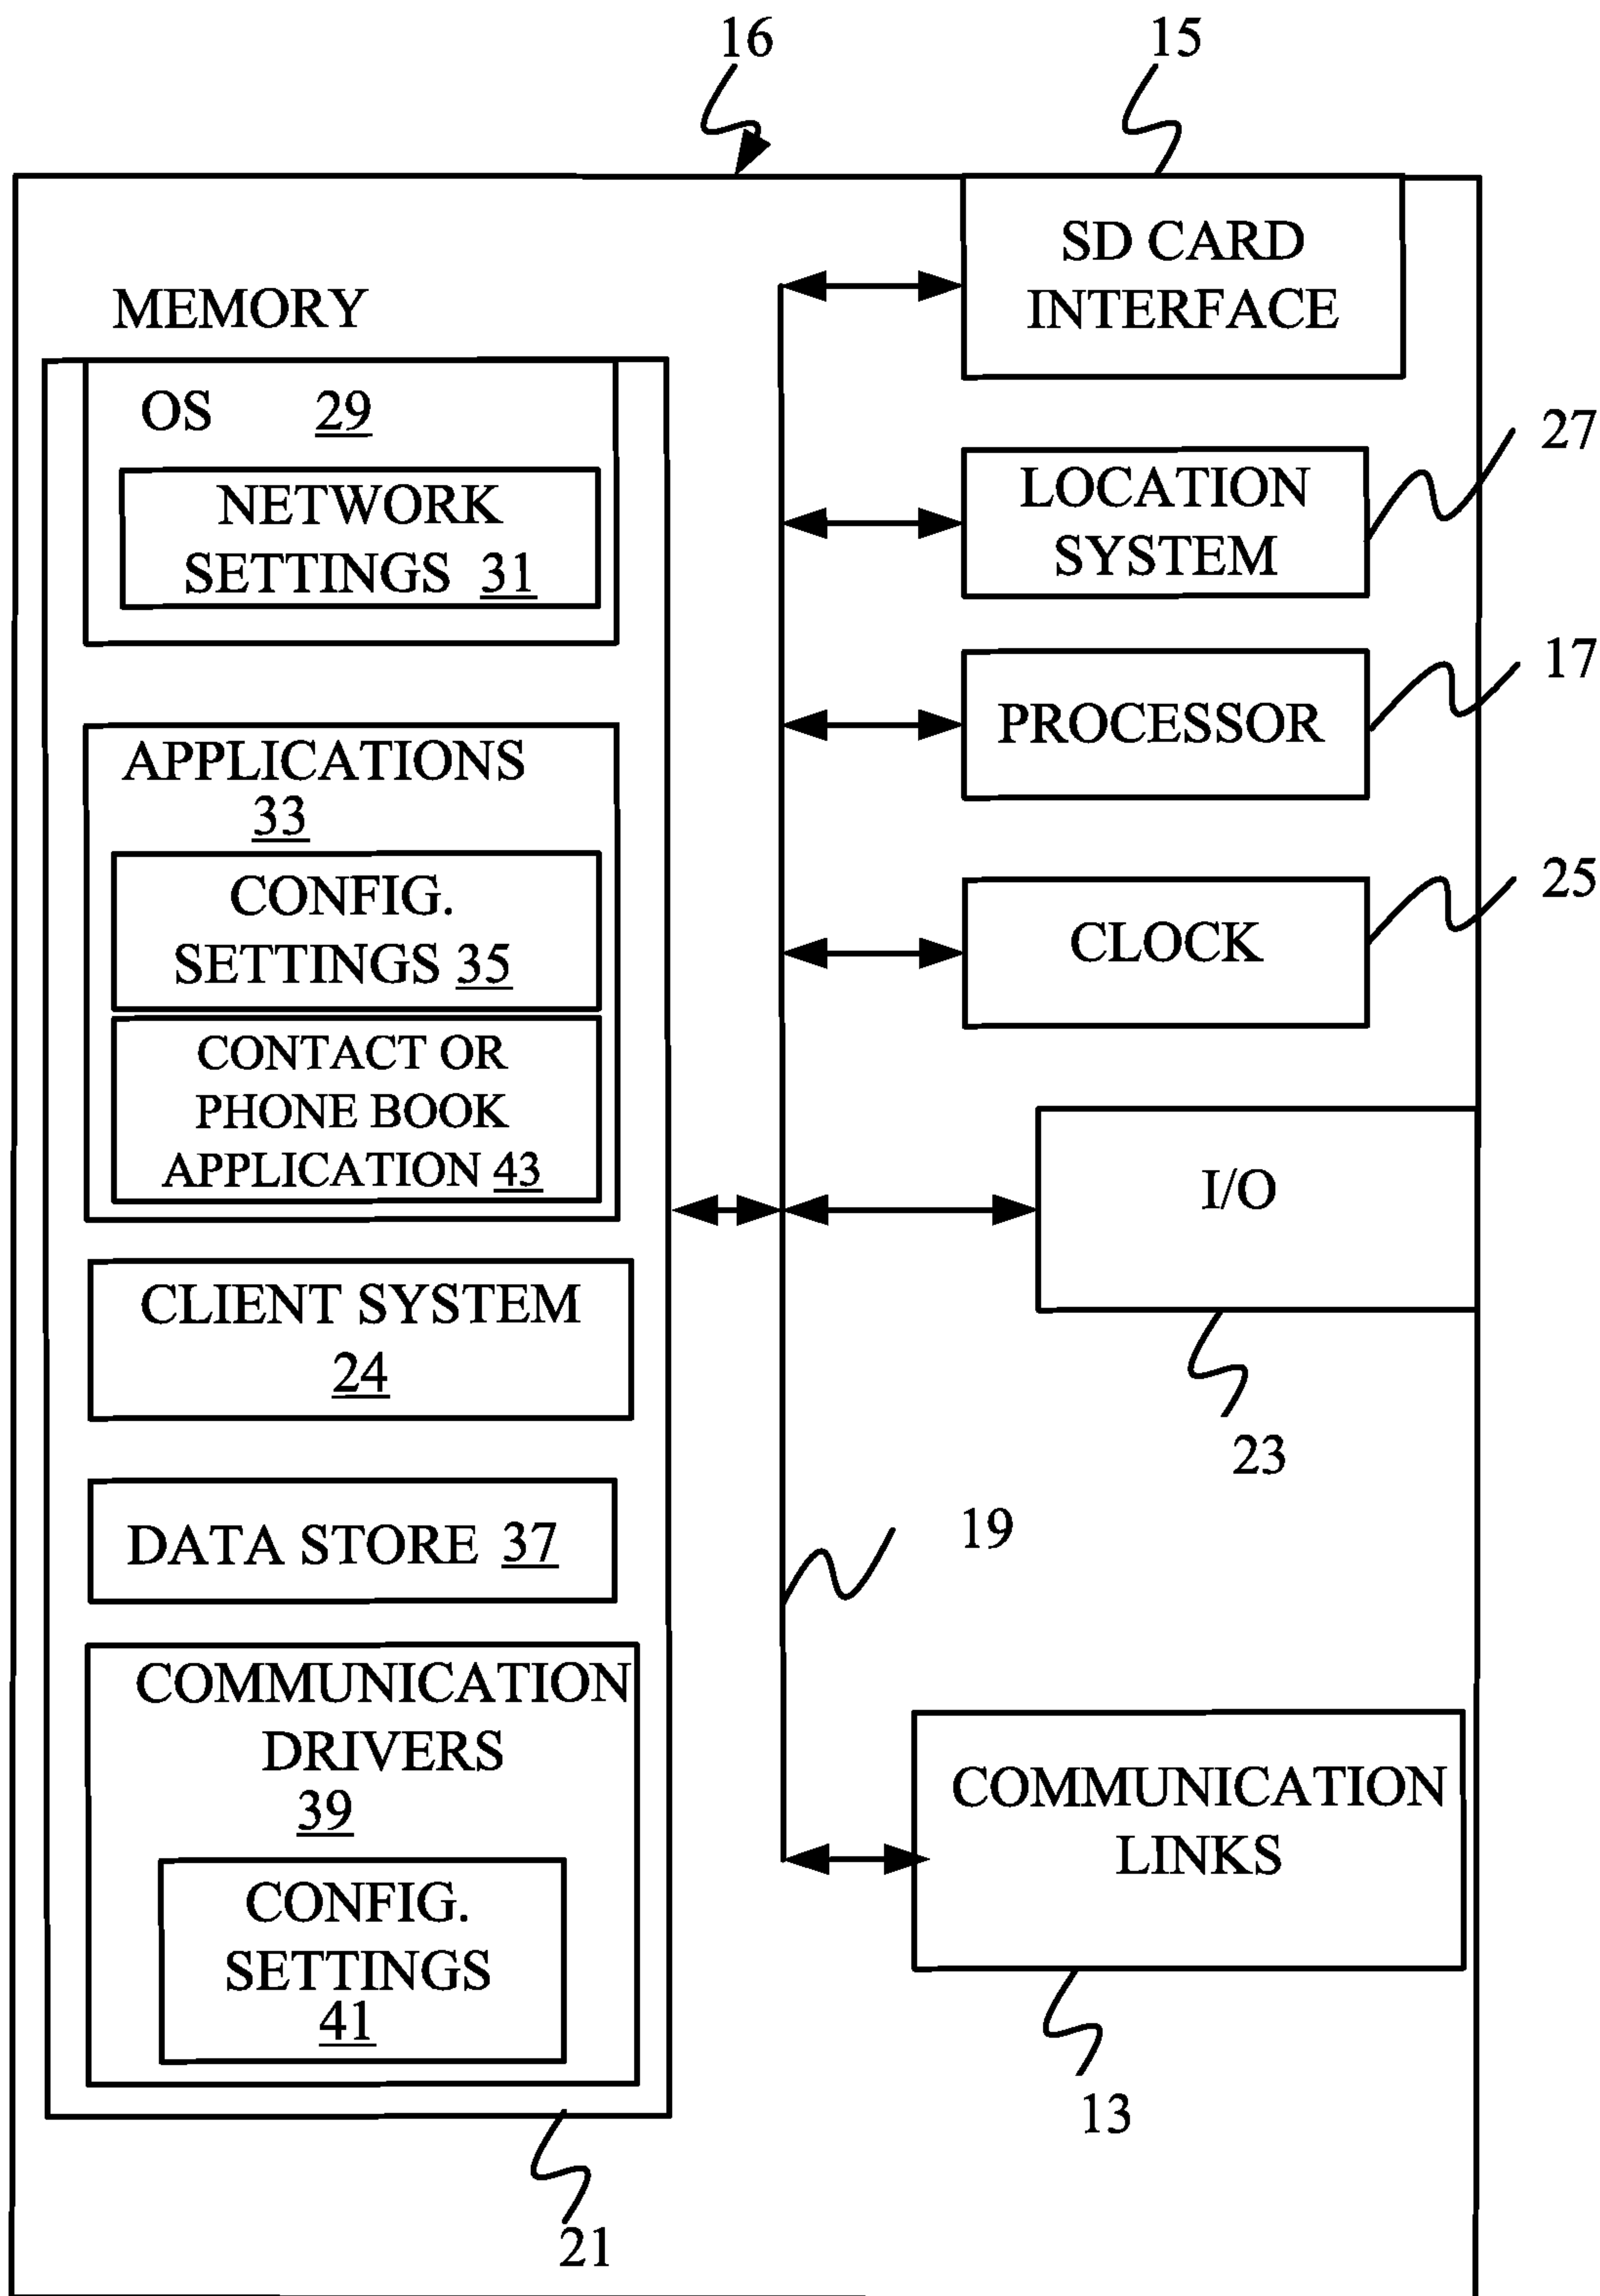 16
15
SD CARD
INTERFACE
MEMORY
OS 29
NETWORK
SETTINGS 31
27
LOCATION
SYSTEM
17
PROCESSOR
APPLICATIONS
33
CONFIG.
SETTINGS 35
25
CLOCK
CONTACT OR
PHONE BOOK
APPLICATION 43
I/O
23
CLIENT SYSTEM
24
DATA STORE 37
19
COMMUNICATION
DRIVERS
39
CONFIG.
SETTINGS
41
COMMUNICATION
LINKS
13
21